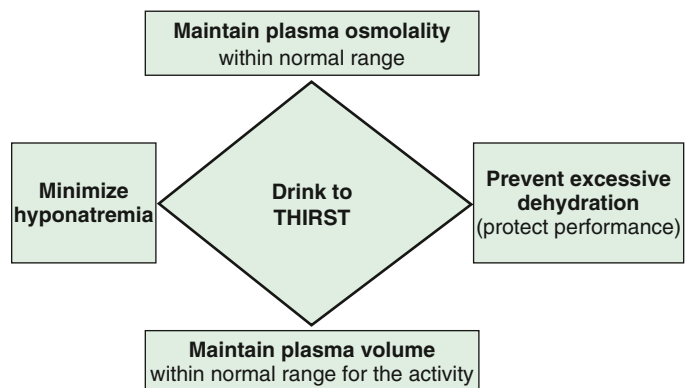 Maintain plasma osmolality
within normal range
Minimize
hyponatremia
Drink to
THIRST
Prevent excessive
dehydration
(protect performance)
Maintain plasma volume
within normal range for the activity